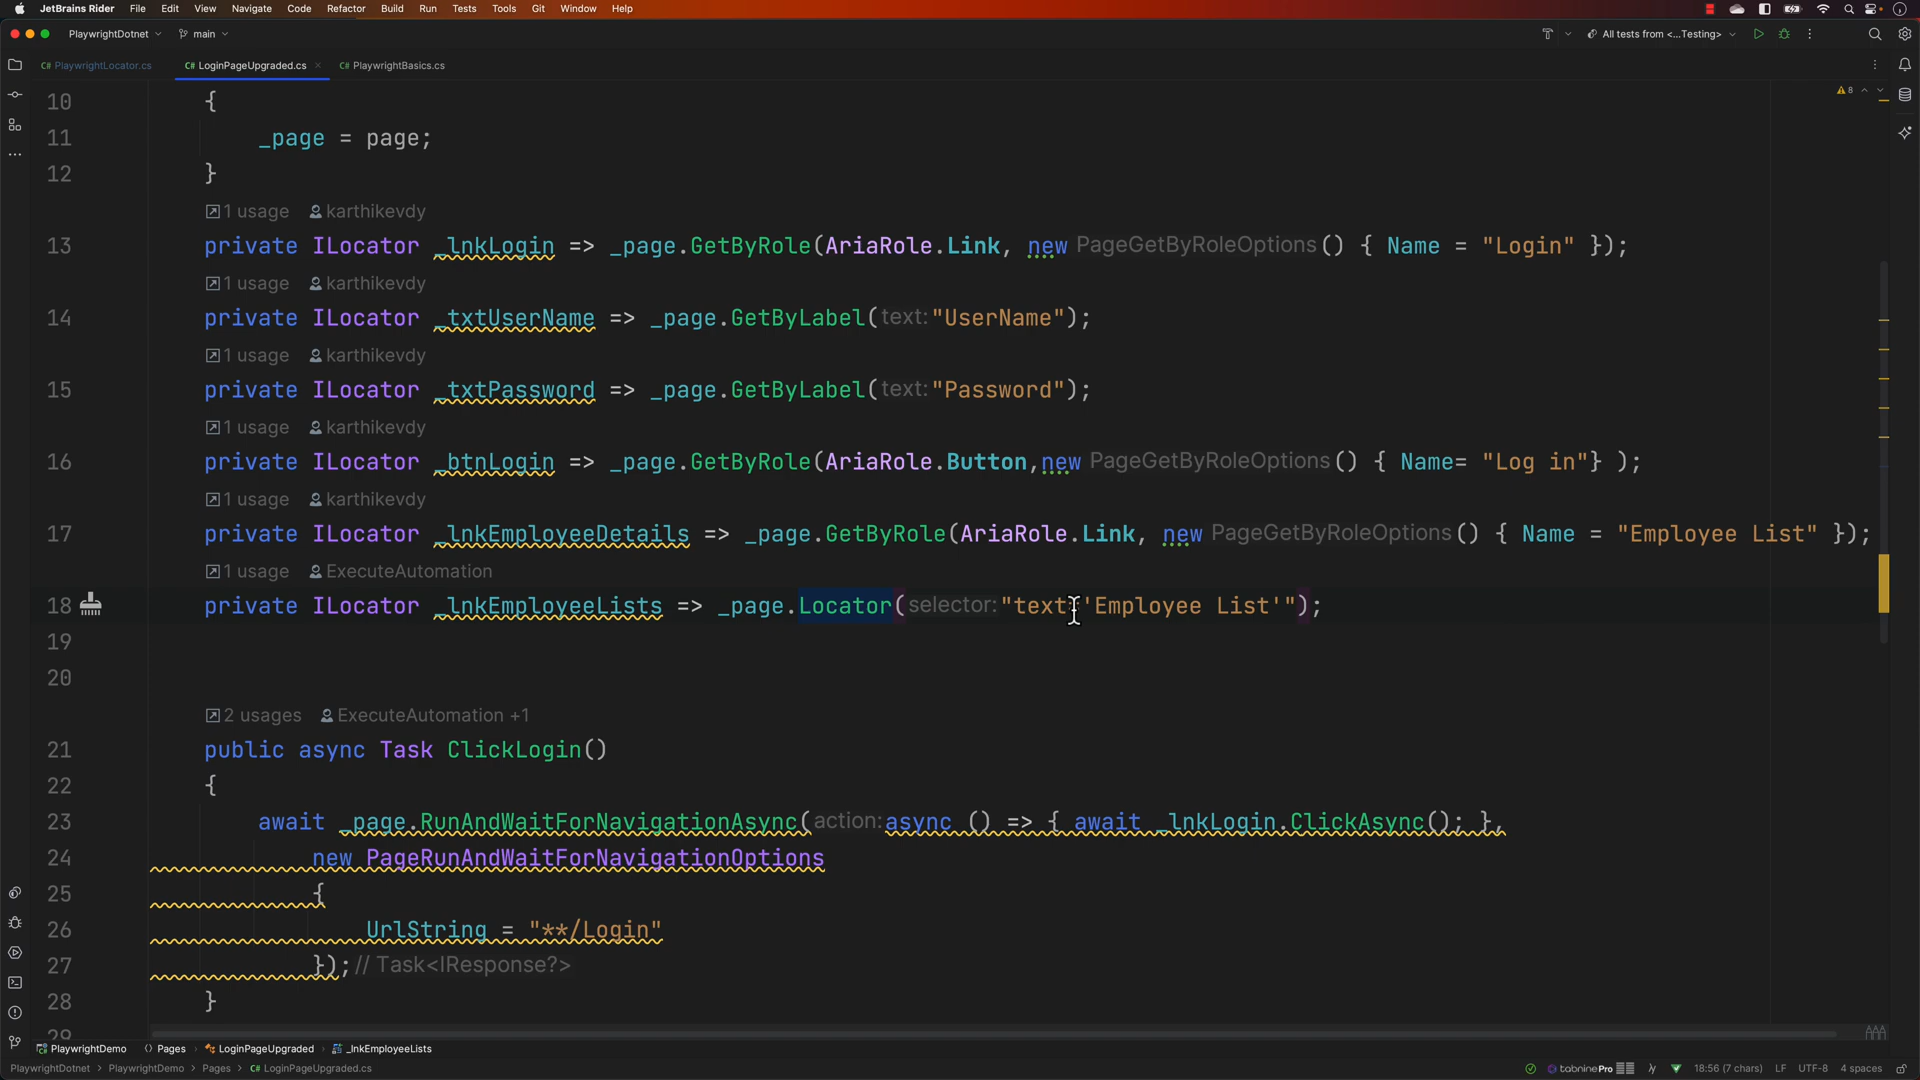 JetBrains Rider File Edit View Navigate Code Refactor Build Run Tests Tools Git Window Help
PlaywrightDotnet main All tests from <...Testing>
C# PlaywrightLocator.cs C# LoginPageUpgraded.cs C# PlaywrightBasics.cs
8
10 {
11 _page = page;
12 }
1 usage karthikevdy
13 private ILocator _lnkLogin => _page.GetByRole(AriaRole.Link, new PageGetByRoleOptions() { Name = "Login" });
1 usage karthikevdy
14 private ILocator _txtUserName => _page.GetByLabel(text:"UserName");
1 usage karthikevdy
15 private ILocator _txtPassword => _page.GetByLabel(text:"Password");
1 usage karthikevdy
16 private ILocator _btnLogin => _page.GetByRole(AriaRole.Button,new PageGetByRoleOptions() { Name= "Log in"} );
1 usage karthikevdy
17 private ILocator _lnkEmployeeDetails => _page.GetByRole(AriaRole.Link, new PageGetByRoleOptions() { Name = "Employee List" });
1 usage ExecuteAutomation
18 private ILocator _lnkEmployeeLists => _page.Locator(selector:"text='Employee List'");
19
20
2 usages ExecuteAutomation +1
21 public async Task ClickLogin()
22 {
23 await _page.RunAndWaitForNavigationAsync(action:async () => { await _lnkLogin.ClickAsync(); },
24 new PageRunAndWaitForNavigationOptions
25 {
26 UrlString = "**/Login"
27 });// Task<IResponse?>
28 }
29
PlaywrightDemo Pages LoginPageUpgraded _lnkEmployeeLists
PlaywrightDotnet > PlaywrightDemo > Pages > C# LoginPageUpgraded.cs tabninePro 18:56 (7 chars) LF UTF-8 4 spaces